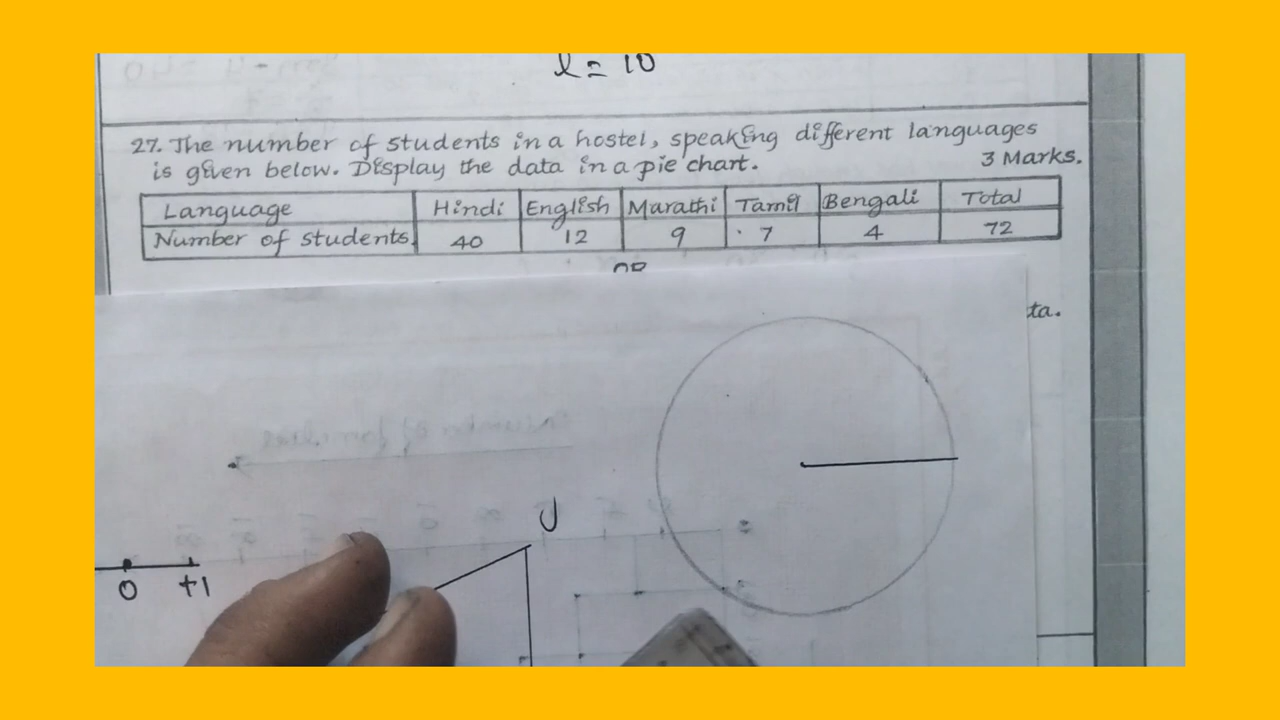 l = 10
27. The number of students in a hostel, speaking different languages
is given below. Display the data in a pie chart. 3 Marks.
Language Hindi English Marathi Tamil Bengali Total
Number of students. 40 12 9 7 4 72
OR
ta.
U
0 +1